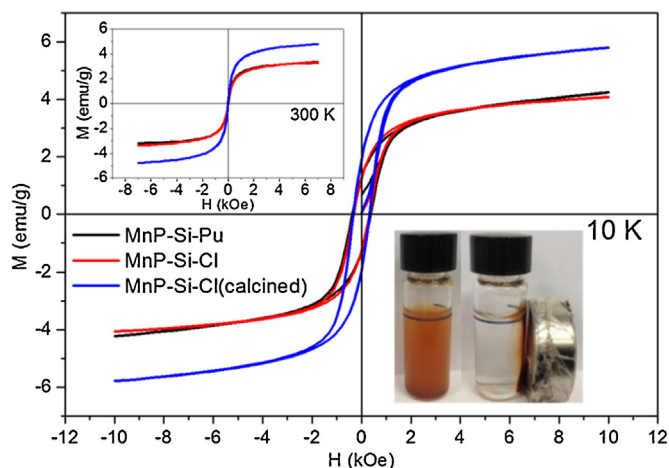 6
4
2
0
-2
-4
-6
M (emu/g)
-12 -10 -8 -6 -4 -2 0 2 4 6 8 10 12
H (kOe)
6
4
2
0
-2
-4
-6
M (emu/g)
-8 -6 -4 -2 0 2 4 6 8
H (kOe)
300 K
MnP-Si-Pu
MnP-Si-Cl
MnP-Si-Cl(calcined)
10 K